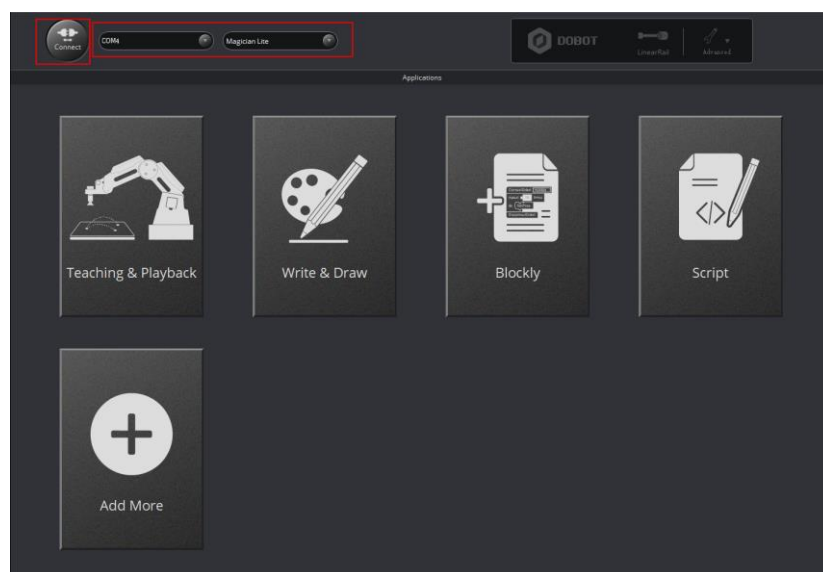 Connect
COM4
Magician Lite
DOBOT
LinearRail
Advanced
Applications
Teaching & Playback
Write & Draw
Blockly
Script
</>
Add More